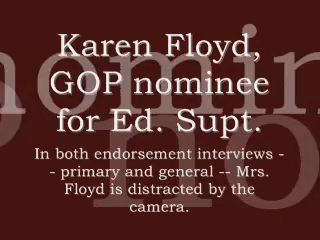 Karen Floyd,
GOP nominee
for Ed. Supt.
In both endorsement interviews -
- primary and general -- Mrs.
Floyd is distracted by the
camera.